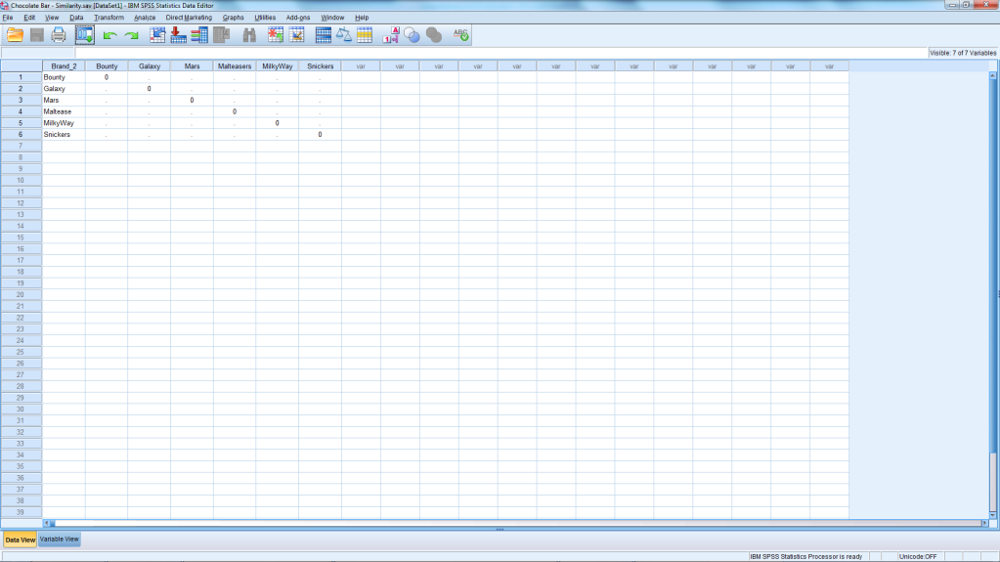 Chocolate Bar - Similarity.sav [DataSet1] - IBM SPSS Statistics Data Editor
File Edit View Data Transform Analyze Direct Marketing Graphs Utilities Add-ons Window Help
Visible: 7 of 7 Variables
Brand_2 Bounty Galaxy Mars Malteasers MilkyWay Snickers var var var var var var var var var var var var var
1 Bounty 0 . . . . .
2 Galaxy . 0 . . . .
3 Mars . . 0 . . .
4 Maltease . . . 0 . .
5 MilkyWay . . . . 0 .
6 Snickers . . . . . 0
7
8
9
10
11
12
13
14
15
16
17
18
19
20
21
22
23
24
25
26
27
28
29
30
31
32
33
34
35
36
37
38
39
Data View Variable View
IBM SPSS Statistics Processor is ready Unicode:OFF